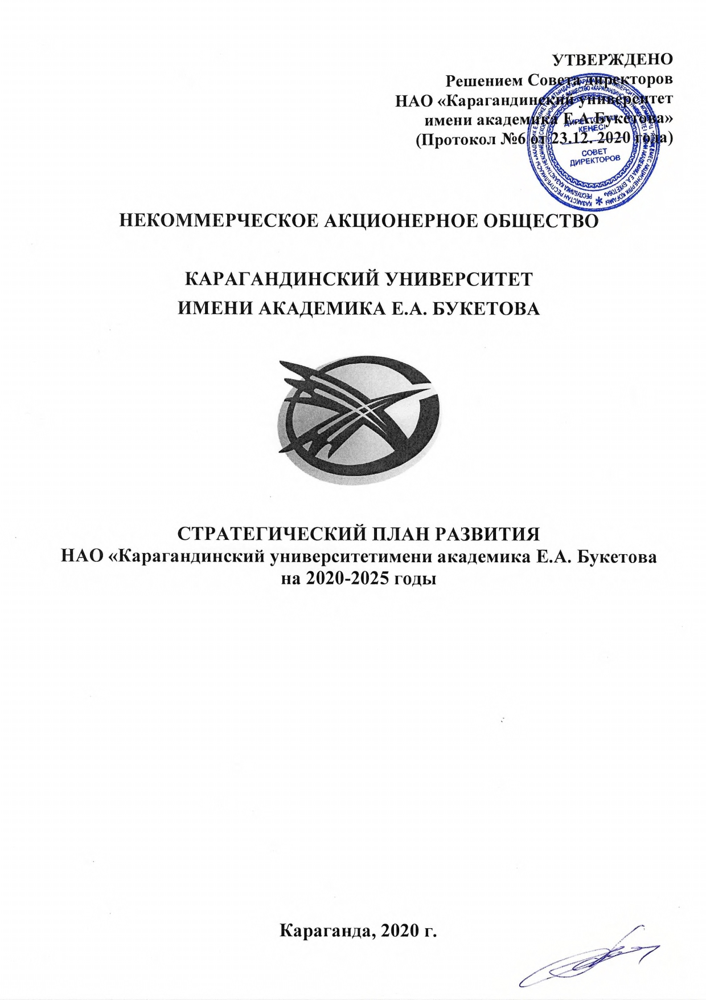 УТВЕРЖДЕНО
Решением Совета директоров
НАО «Карагандинский университет
имени академика Е.А.Букетова»
(Протокол №6 от 23.12. 2020 года)
ДИРЕКТОРЛАР
КЕҢЕСІ
СОВЕТ
ДИРЕКТОРОВ
НЕКОММЕРЧЕСКОЕ АКЦИОНЕРНОЕ ОБЩЕСТВО
КАРАГАНДИНСКИЙ УНИВЕРСИТЕТ
ИМЕНИ АКАДЕМИКА Е.А. БУКЕТОВА
СТРАТЕГИЧЕСКИЙ ПЛАН РАЗВИТИЯ
НАО «Карагандинский университетимени академика Е.А. Букетова
на 2020-2025 годы
Караганда, 2020 г.